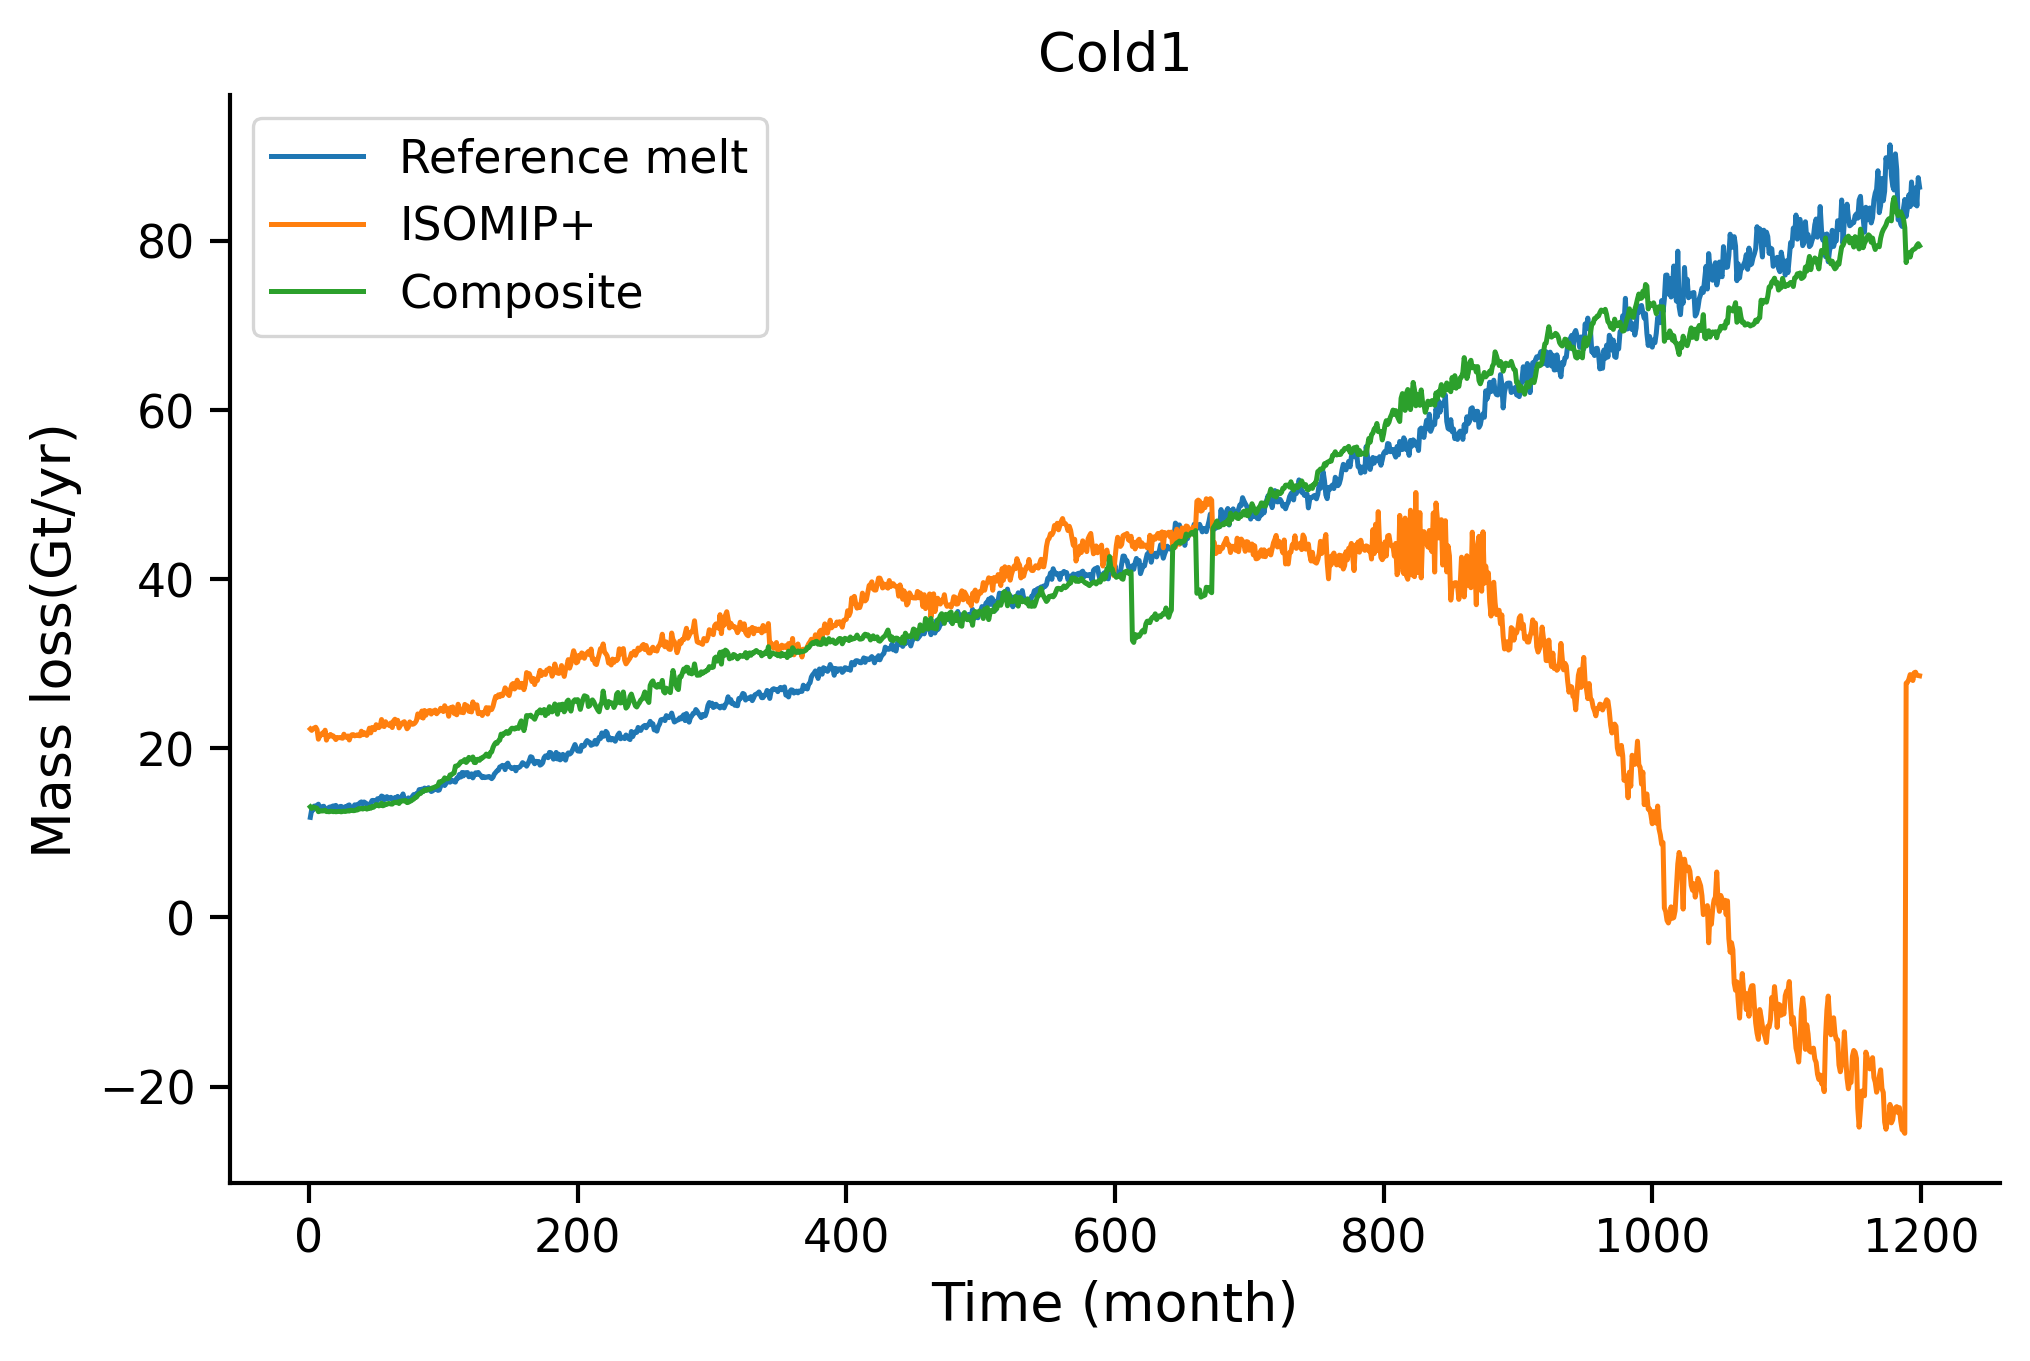 Cold1
Reference melt
ISOMIP+
Composite
80
60
40
20
0
−20
Mass loss(Gt/yr)
0 200 400 600 800 1000 1200
Time (month)